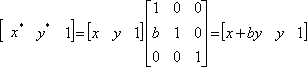 [ x* y* 1] = [x y 1] [ 1 0 0
b 1 0
0 0 1 ] = [x + by y 1]